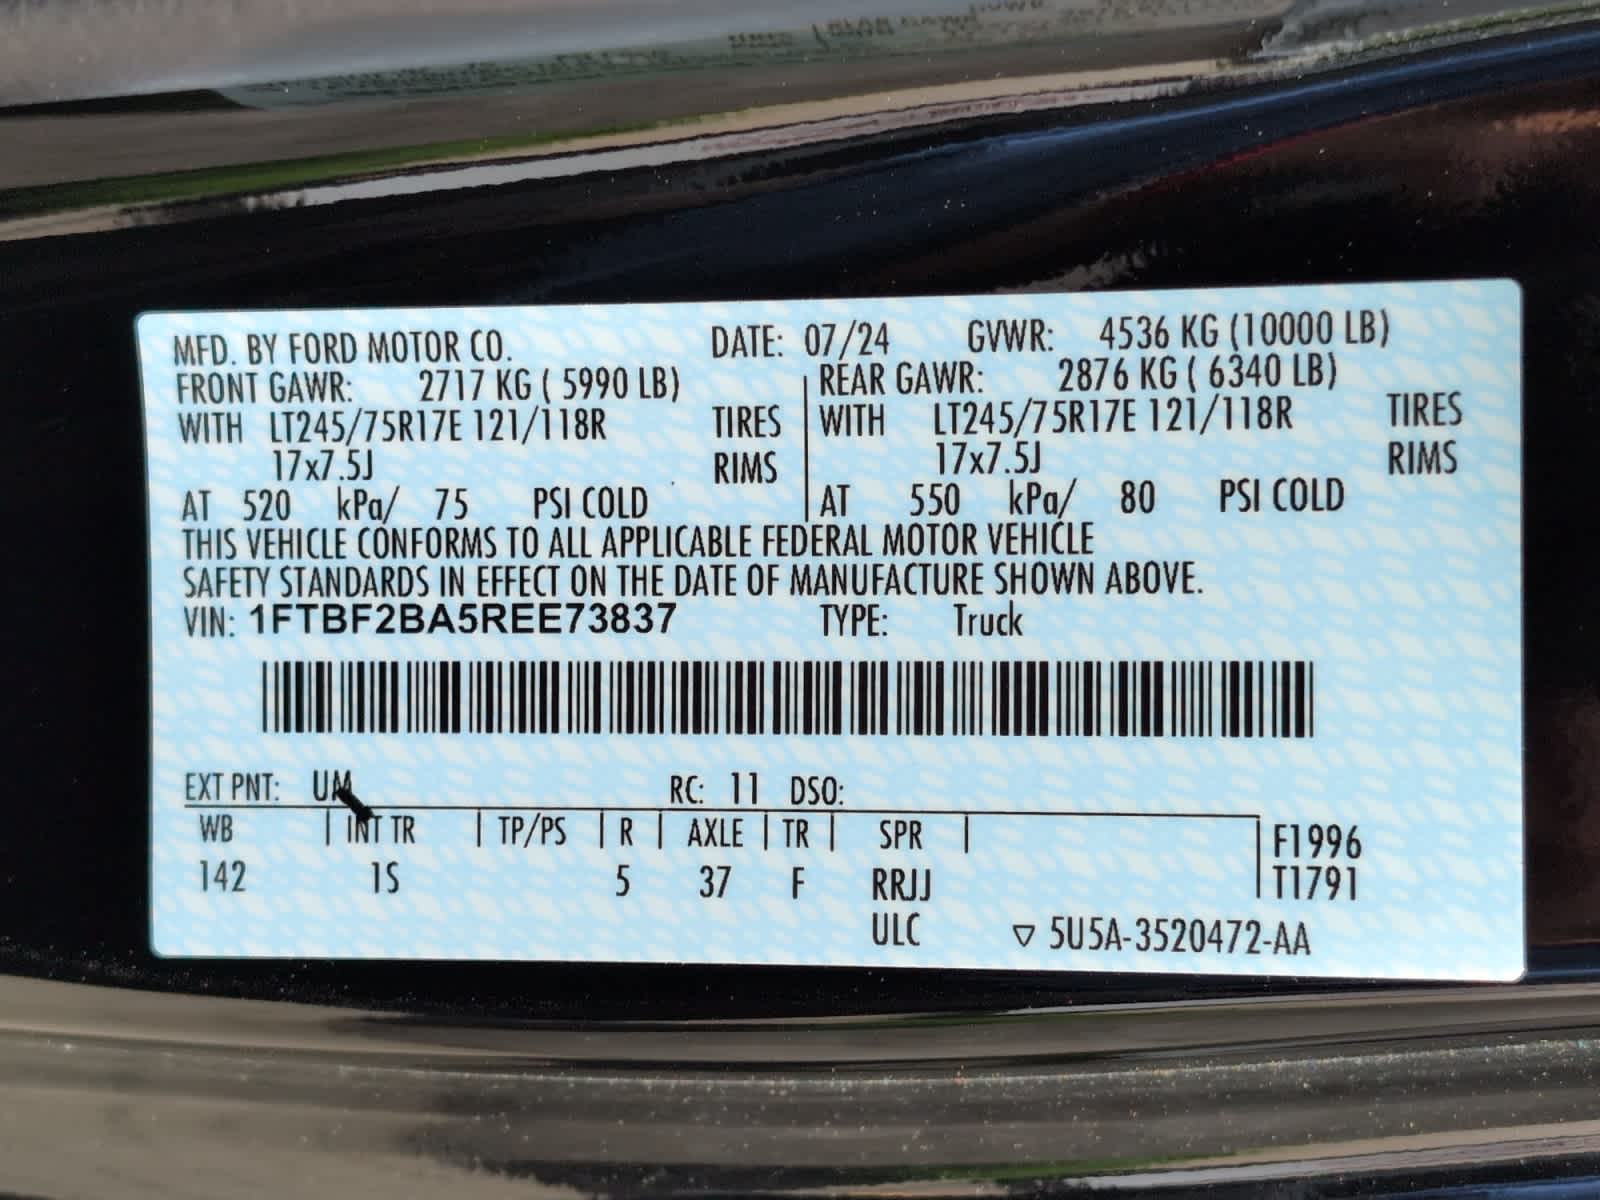 MFD. BY FORD MOTOR CO. DATE: 07/24 GVWR: 4536 KG (10000 LB)
FRONT GAWR: 2717 KG ( 5990 LB) REAR GAWR: 2876 KG ( 6340 LB)
WITH LT245/75R17E 121/118R TIRES WITH LT245/75R17E 121/118R TIRES
17x7.5J RIMS 17x7.5J RIMS
AT 520 kPa/ 75 PSI COLD AT 550 kPa/ 80 PSI COLD
THIS VEHICLE CONFORMS TO ALL APPLICABLE FEDERAL MOTOR VEHICLE
SAFETY STANDARDS IN EFFECT ON THE DATE OF MANUFACTURE SHOWN ABOVE.
VIN: 1FTBF2BA5REE73837 TYPE: Truck
EXT PNT: UM RC: 11 DSO:
WB | INT TR | TP/PS | R | AXLE | TR | SPR | F1996
142 1S 5 37 F RRJJ T1791
ULC ▽ 5U5A-3520472-AA